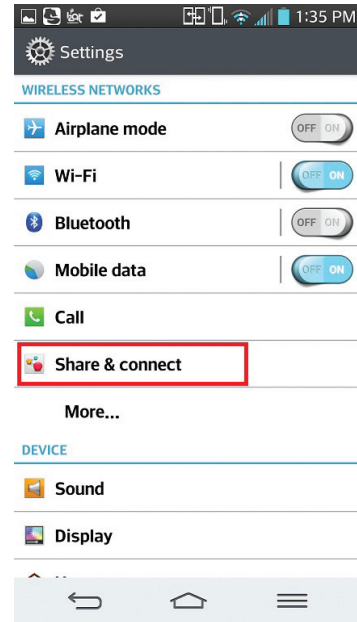 1:35 PM
Settings
WIRELESS NETWORKS
Airplane mode OFF ON
Wi-Fi OFF ON
Bluetooth OFF ON
Mobile data OFF ON
Call
Share & connect
More...
DEVICE
Sound
Display